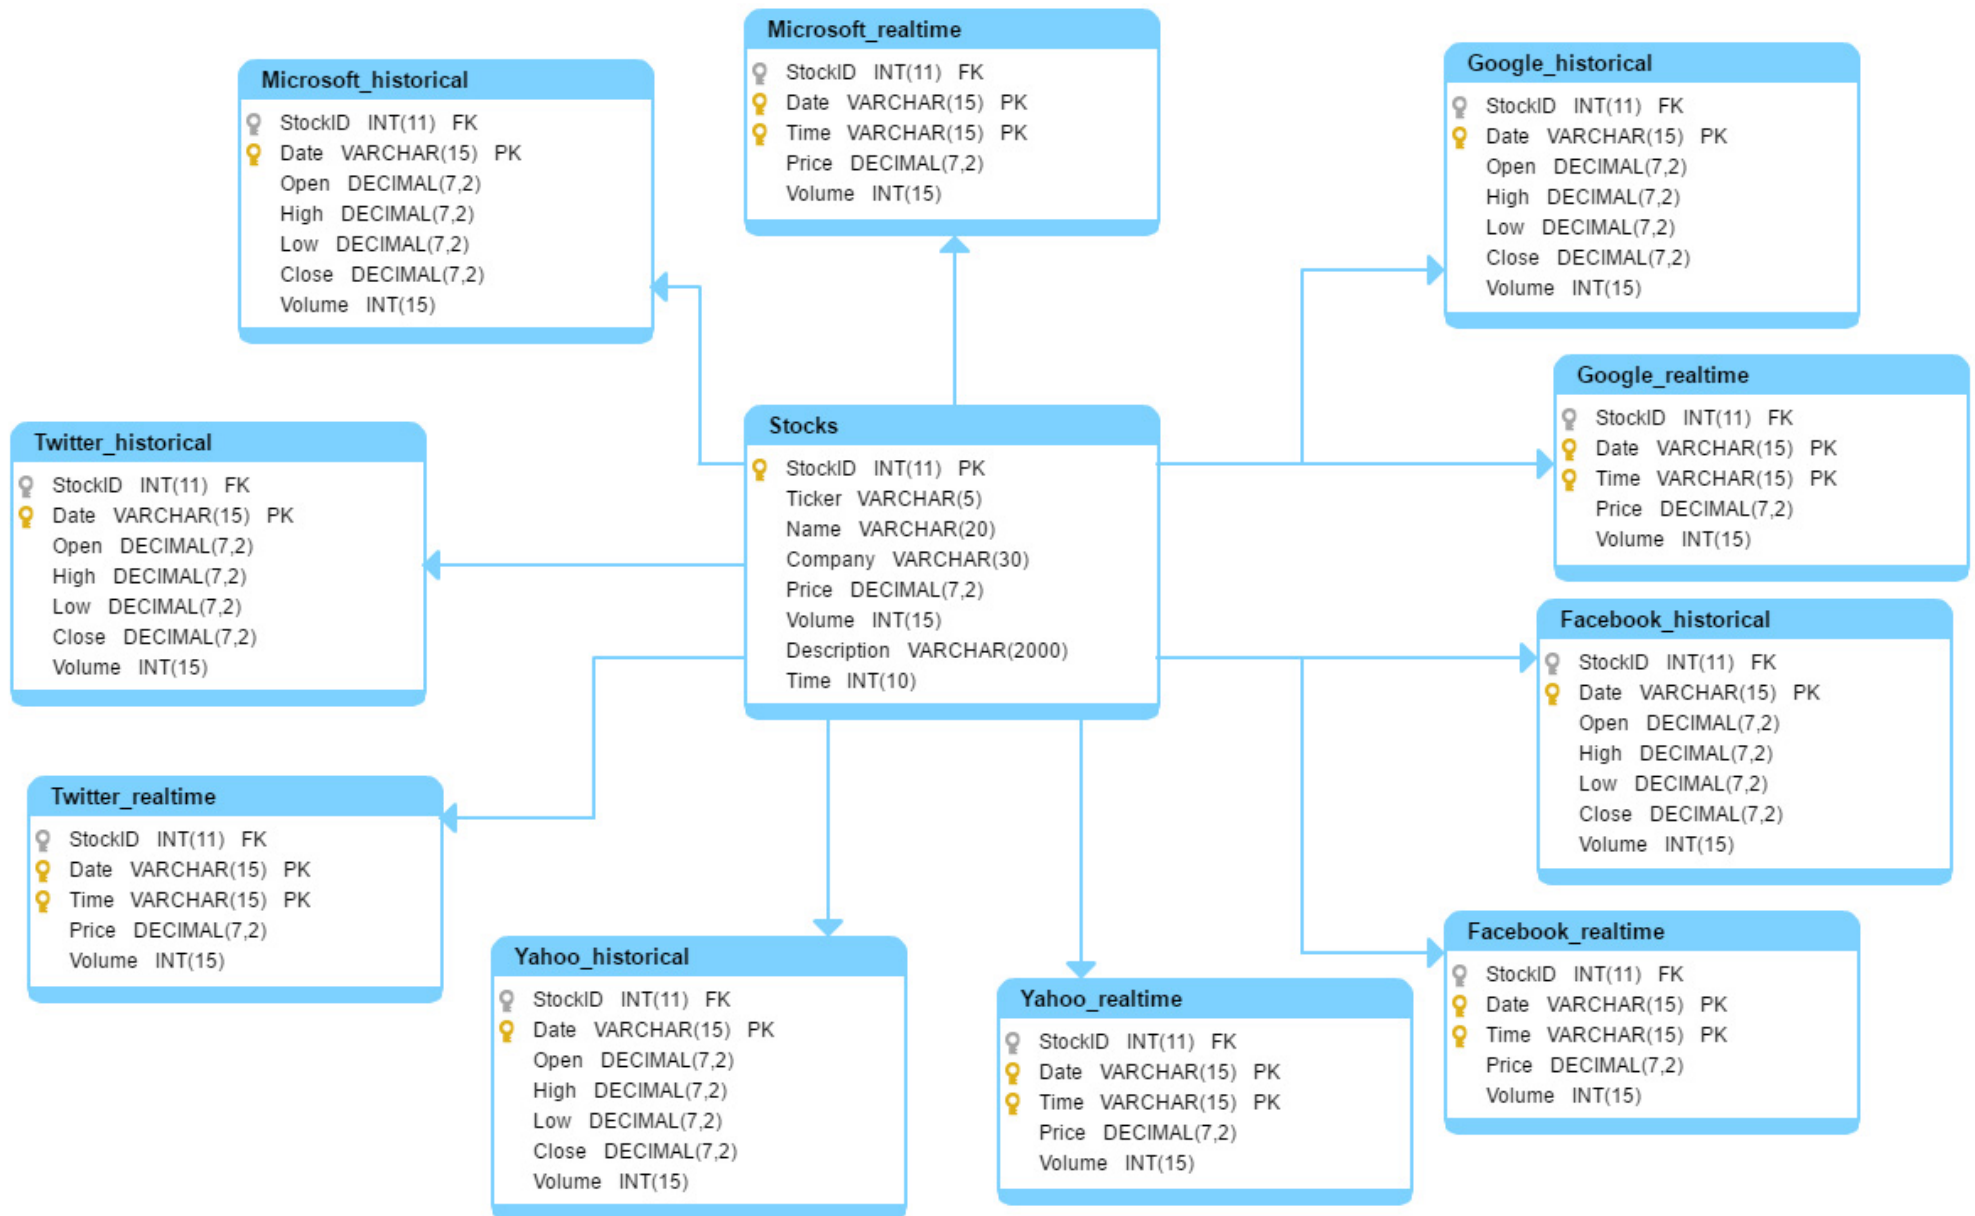 Microsoft_realtime
StockID INT(11) FK
Date VARCHAR(15) PK
Time VARCHAR(15) PK
Price DECIMAL(7,2)
Volume INT(15)
Microsoft_historical
StockID INT(11) FK
Date VARCHAR(15) PK
Open DECIMAL(7,2)
High DECIMAL(7,2)
Low DECIMAL(7,2)
Close DECIMAL(7,2)
Volume INT(15)
Google_historical
StockID INT(11) FK
Date VARCHAR(15) PK
Open DECIMAL(7,2)
High DECIMAL(7,2)
Low DECIMAL(7,2)
Close DECIMAL(7,2)
Volume INT(15)
Google_realtime
StockID INT(11) FK
Date VARCHAR(15) PK
Time VARCHAR(15) PK
Price DECIMAL(7,2)
Volume INT(15)
Stocks
StockID INT(11) PK
Ticker VARCHAR(5)
Name VARCHAR(20)
Company VARCHAR(30)
Price DECIMAL(7,2)
Volume INT(15)
Description VARCHAR(2000)
Time INT(10)
Twitter_historical
StockID INT(11) FK
Date VARCHAR(15) PK
Open DECIMAL(7,2)
High DECIMAL(7,2)
Low DECIMAL(7,2)
Close DECIMAL(7,2)
Volume INT(15)
Facebook_historical
StockID INT(11) FK
Date VARCHAR(15) PK
Open DECIMAL(7,2)
High DECIMAL(7,2)
Low DECIMAL(7,2)
Close DECIMAL(7,2)
Volume INT(15)
Twitter_realtime
StockID INT(11) FK
Date VARCHAR(15) PK
Time VARCHAR(15) PK
Price DECIMAL(7,2)
Volume INT(15)
Yahoo_historical
StockID INT(11) FK
Date VARCHAR(15) PK
Open DECIMAL(7,2)
High DECIMAL(7,2)
Low DECIMAL(7,2)
Close DECIMAL(7,2)
Volume INT(15)
Yahoo_realtime
StockID INT(11) FK
Date VARCHAR(15) PK
Time VARCHAR(15) PK
Price DECIMAL(7,2)
Volume INT(15)
Facebook_realtime
StockID INT(11) FK
Date VARCHAR(15) PK
Time VARCHAR(15) PK
Price DECIMAL(7,2)
Volume INT(15)